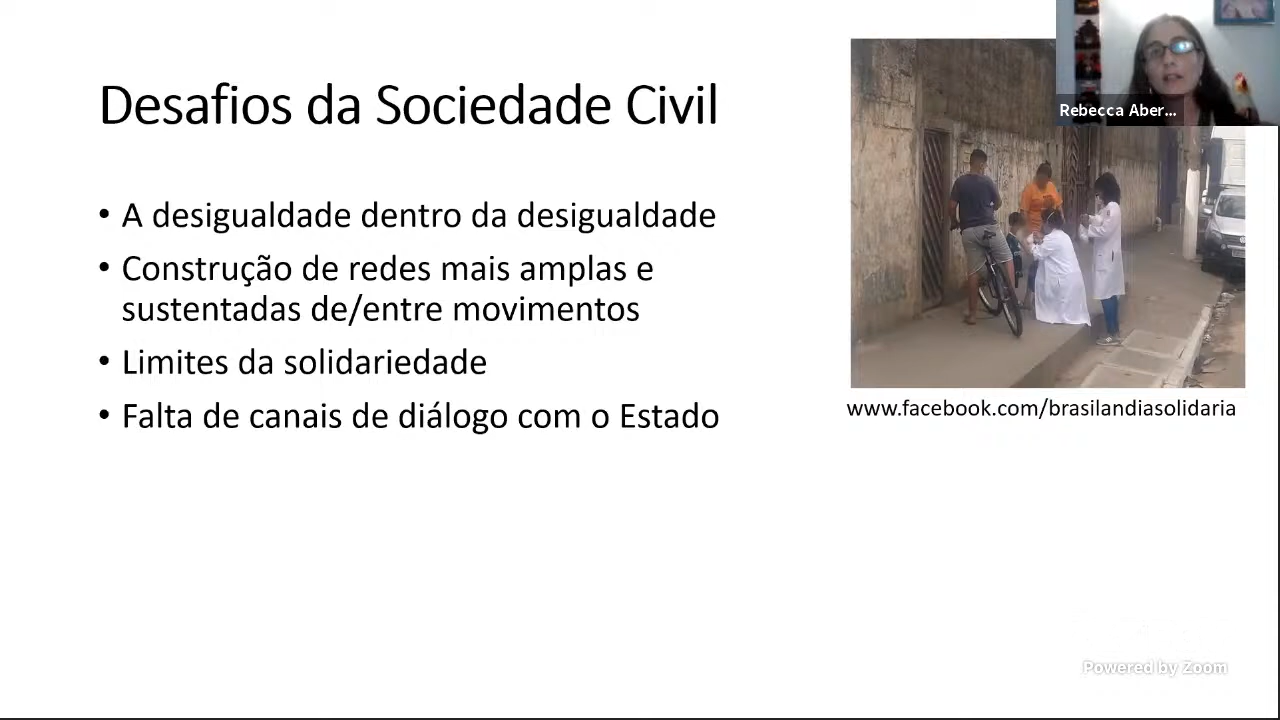 Desafios da Sociedade Civil
• A desigualdade dentro da desigualdade
• Construção de redes mais amplas e
sustentadas de/entre movimentos
• Limites da solidariedade
• Falta de canais de diálogo com o Estado
Rebecca Aber...
www.facebook.com/brasilandiasolidaria
Powered by Zoom